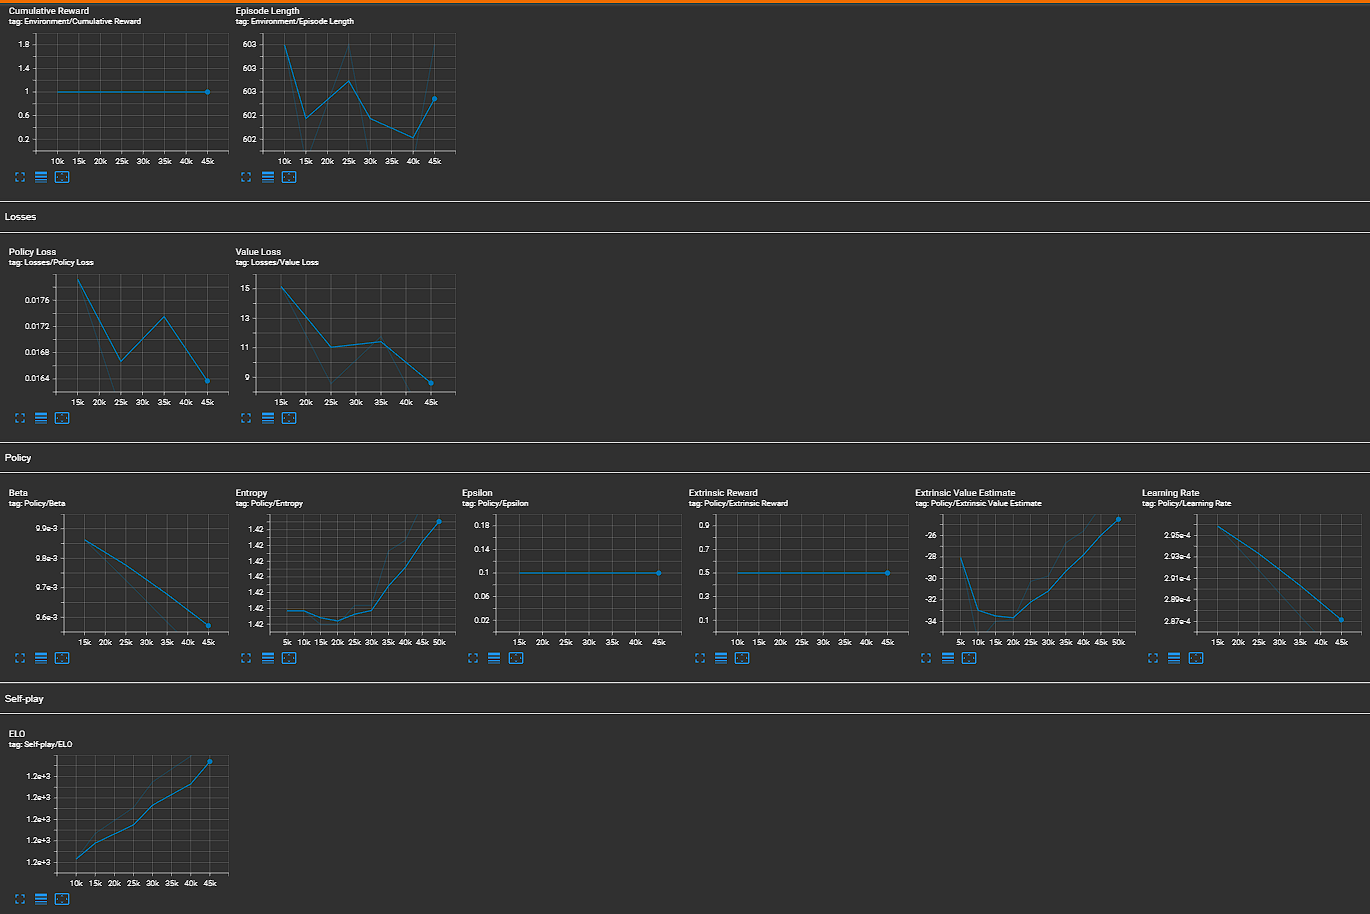 Cumulative Reward
tag: Environment/Cumulative Reward
1.8
1.4
1
0.6
0.2
10k 15k 20k 25k 30k 35k 40k 45k
Episode Length
tag: Environment/Episode Length
603
603
603
602
602
10k 15k 20k 25k 30k 35k 40k 45k
Losses
Policy Loss
tag: Losses/Policy Loss
0.0176
0.0172
0.0168
0.0164
15k 20k 25k 30k 35k 40k 45k
Value Loss
tag: Losses/Value Loss
15
13
11
9
15k 20k 25k 30k 35k 40k 45k
Policy
Beta
tag: Policy/Beta
9.9e-3
9.8e-3
9.7e-3
9.6e-3
15k 20k 25k 30k 35k 40k 45k
Entropy
tag: Policy/Entropy
1.42
1.42
1.42
1.42
1.42
1.42
1.42
5k 10k 15k 20k 25k 30k 35k 40k 45k 50k
Epsilon
tag: Policy/Epsilon
0.18
0.14
0.1
0.06
0.02
15k 20k 25k 30k 35k 40k 45k
Extrinsic Reward
tag: Policy/Extrinsic Reward
0.9
0.7
0.5
0.3
0.1
10k 15k 20k 25k 30k 35k 40k 45k
Extrinsic Value Estimate
tag: Policy/Extrinsic Value Estimate
-26
-28
-30
-32
-34
5k 10k 15k 20k 25k 30k 35k 40k 45k 50k
Learning Rate
tag: Policy/Learning Rate
2.95e-4
2.93e-4
2.91e-4
2.89e-4
2.87e-4
15k 20k 25k 30k 35k 40k 45k
Self-play
ELO
tag: Self-play/ELO
1.2e+3
1.2e+3
1.2e+3
1.2e+3
1.2e+3
10k 15k 20k 25k 30k 35k 40k 45k